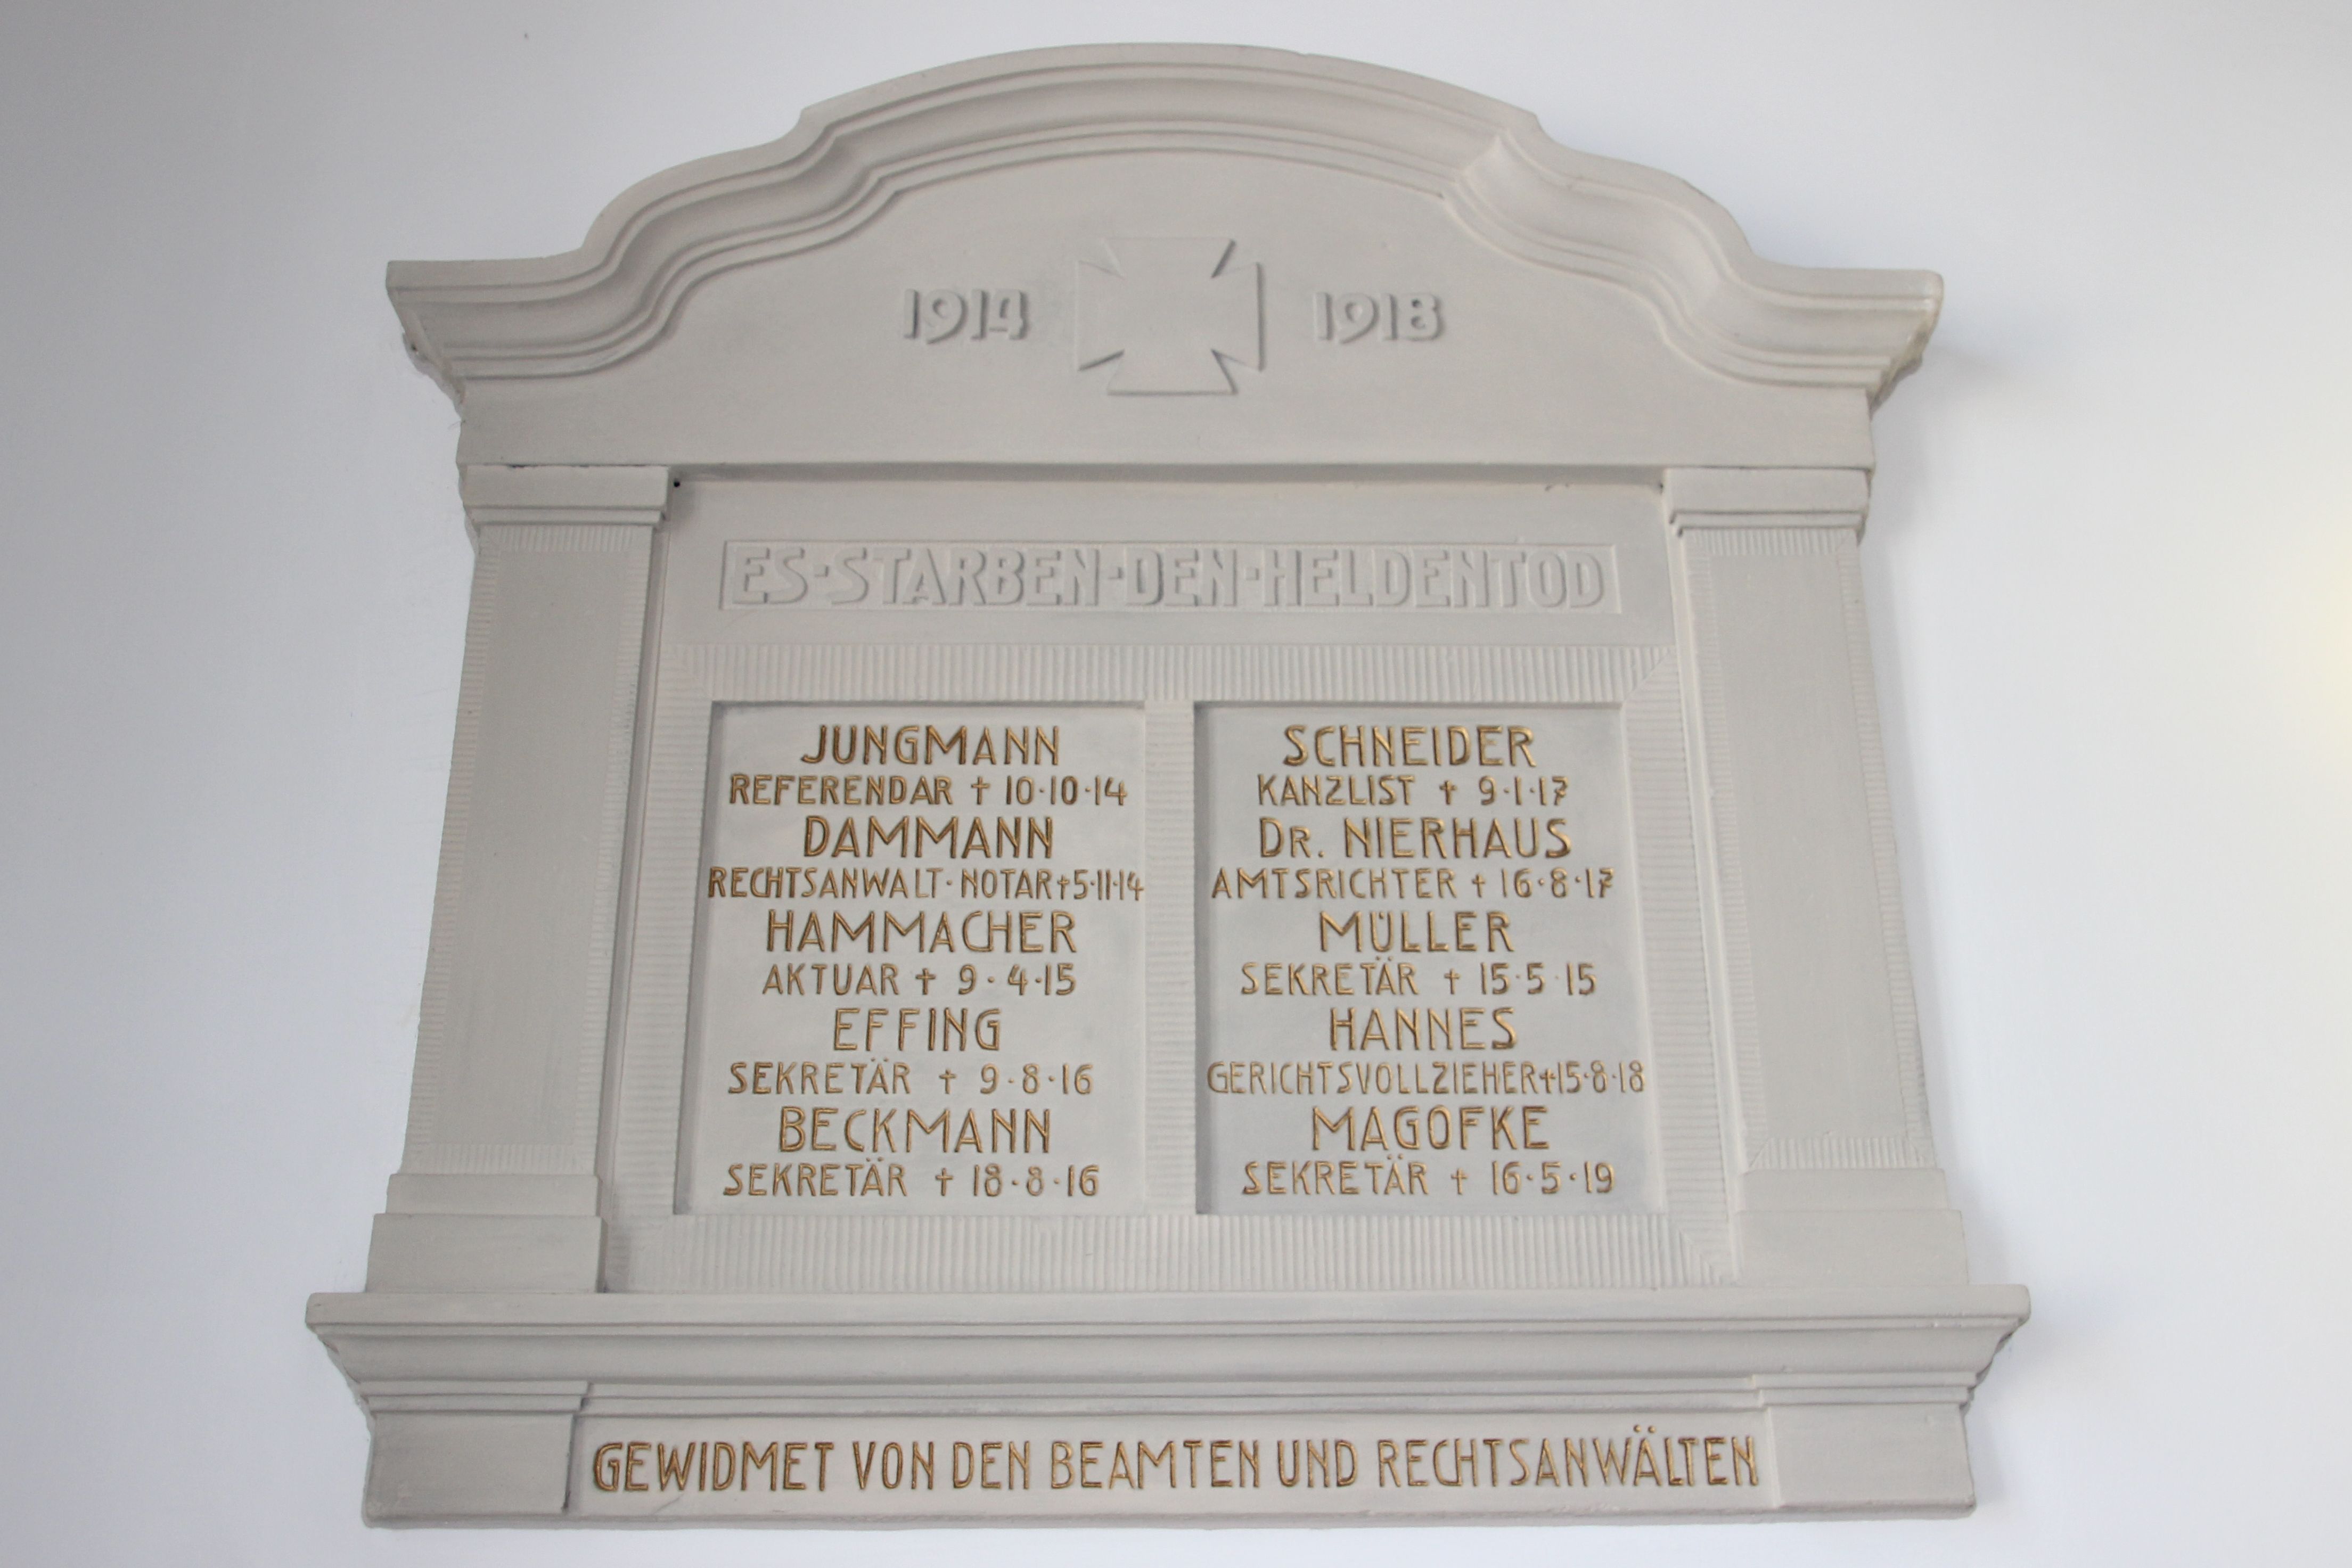 1914 1918
ES·STARBEN·DEN·HELDENTOD
JUNGMANN
REFERENDAR † 10·10·14
DAMMANN
RECHTSANWALT·NOTAR†5·11·14
HAMMACHER
AKTUAR † 9·4·15
EFFING
SEKRETÄR † 9·8·16
BECKMANN
SEKRETÄR † 18·8·16
SCHNEIDER
KANZLIST † 9·1·17
DR. NIERHAUS
AMTSRICHTER † 16·8·17
MÜLLER
SEKRETÄR † 15·5·15
HANNES
GERICHTSVOLLZIEHER†15·8·18
MAGOFKE
SEKRETÄR † 16·5·19
GEWIDMET VON DEN BEAMTEN UND RECHTSANWÄLTEN